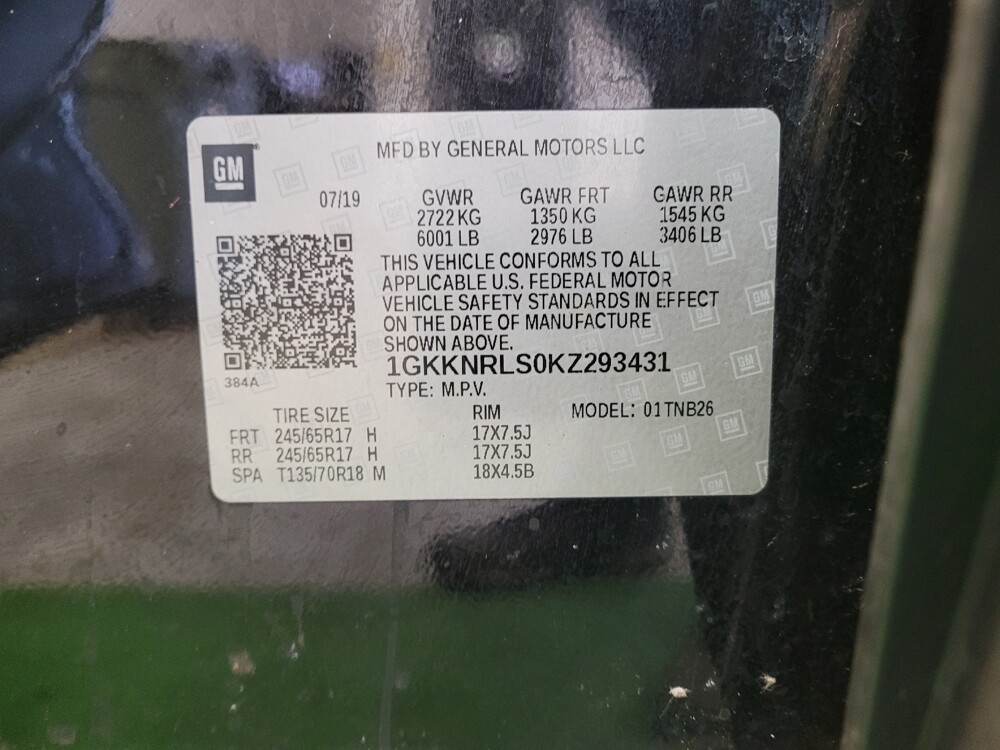 GM
MFD BY GENERAL MOTORS LLC
07/19 GVWR GAWR FRT GAWR RR
2722 KG 1350 KG 1545 KG
6001 LB 2976 LB 3406 LB
THIS VEHICLE CONFORMS TO ALL
APPLICABLE U.S. FEDERAL MOTOR
VEHICLE SAFETY STANDARDS IN EFFECT
ON THE DATE OF MANUFACTURE
SHOWN ABOVE.
1GKKNRLS0KZ293431
384A
TYPE: M.P.V.
TIRE SIZE RIM MODEL: 01TNB26
FRT 245/65R17 H 17X7.5J
RR 245/65R17 H 17X7.5J
SPA T135/70R18 M 18X4.5B